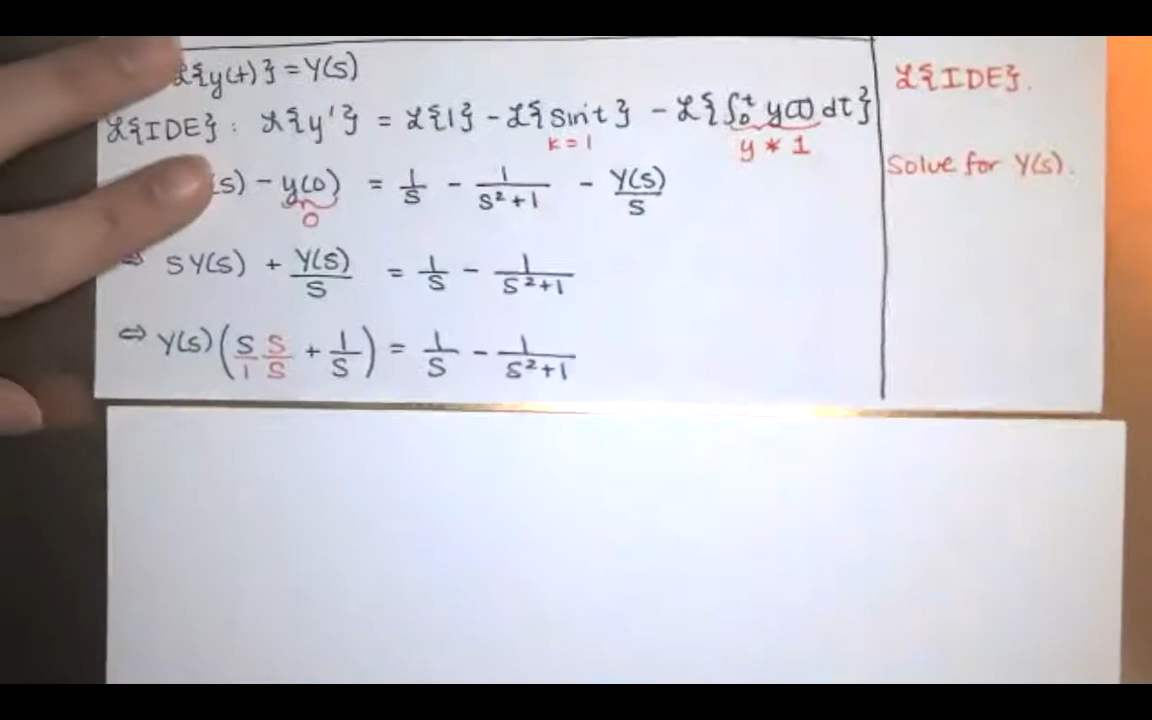 ℒ{y(t)} = Y(s)
ℒ{IDE}.
ℒ{IDE} : ℒ{y'} = ℒ{1} - ℒ{sin t} - ℒ{∫₀ᵗ y(τ) dτ}
k = 1
y * 1
Solve for Y(s).
(s) - y(0) = 1/s - 1/(s²+1) - Y(s)/s
0
⇔ sY(s) + Y(s)/s = 1/s - 1/(s²+1)
⇔ Y(s)(s/1 s/s + 1/s) = 1/s - 1/(s²+1)